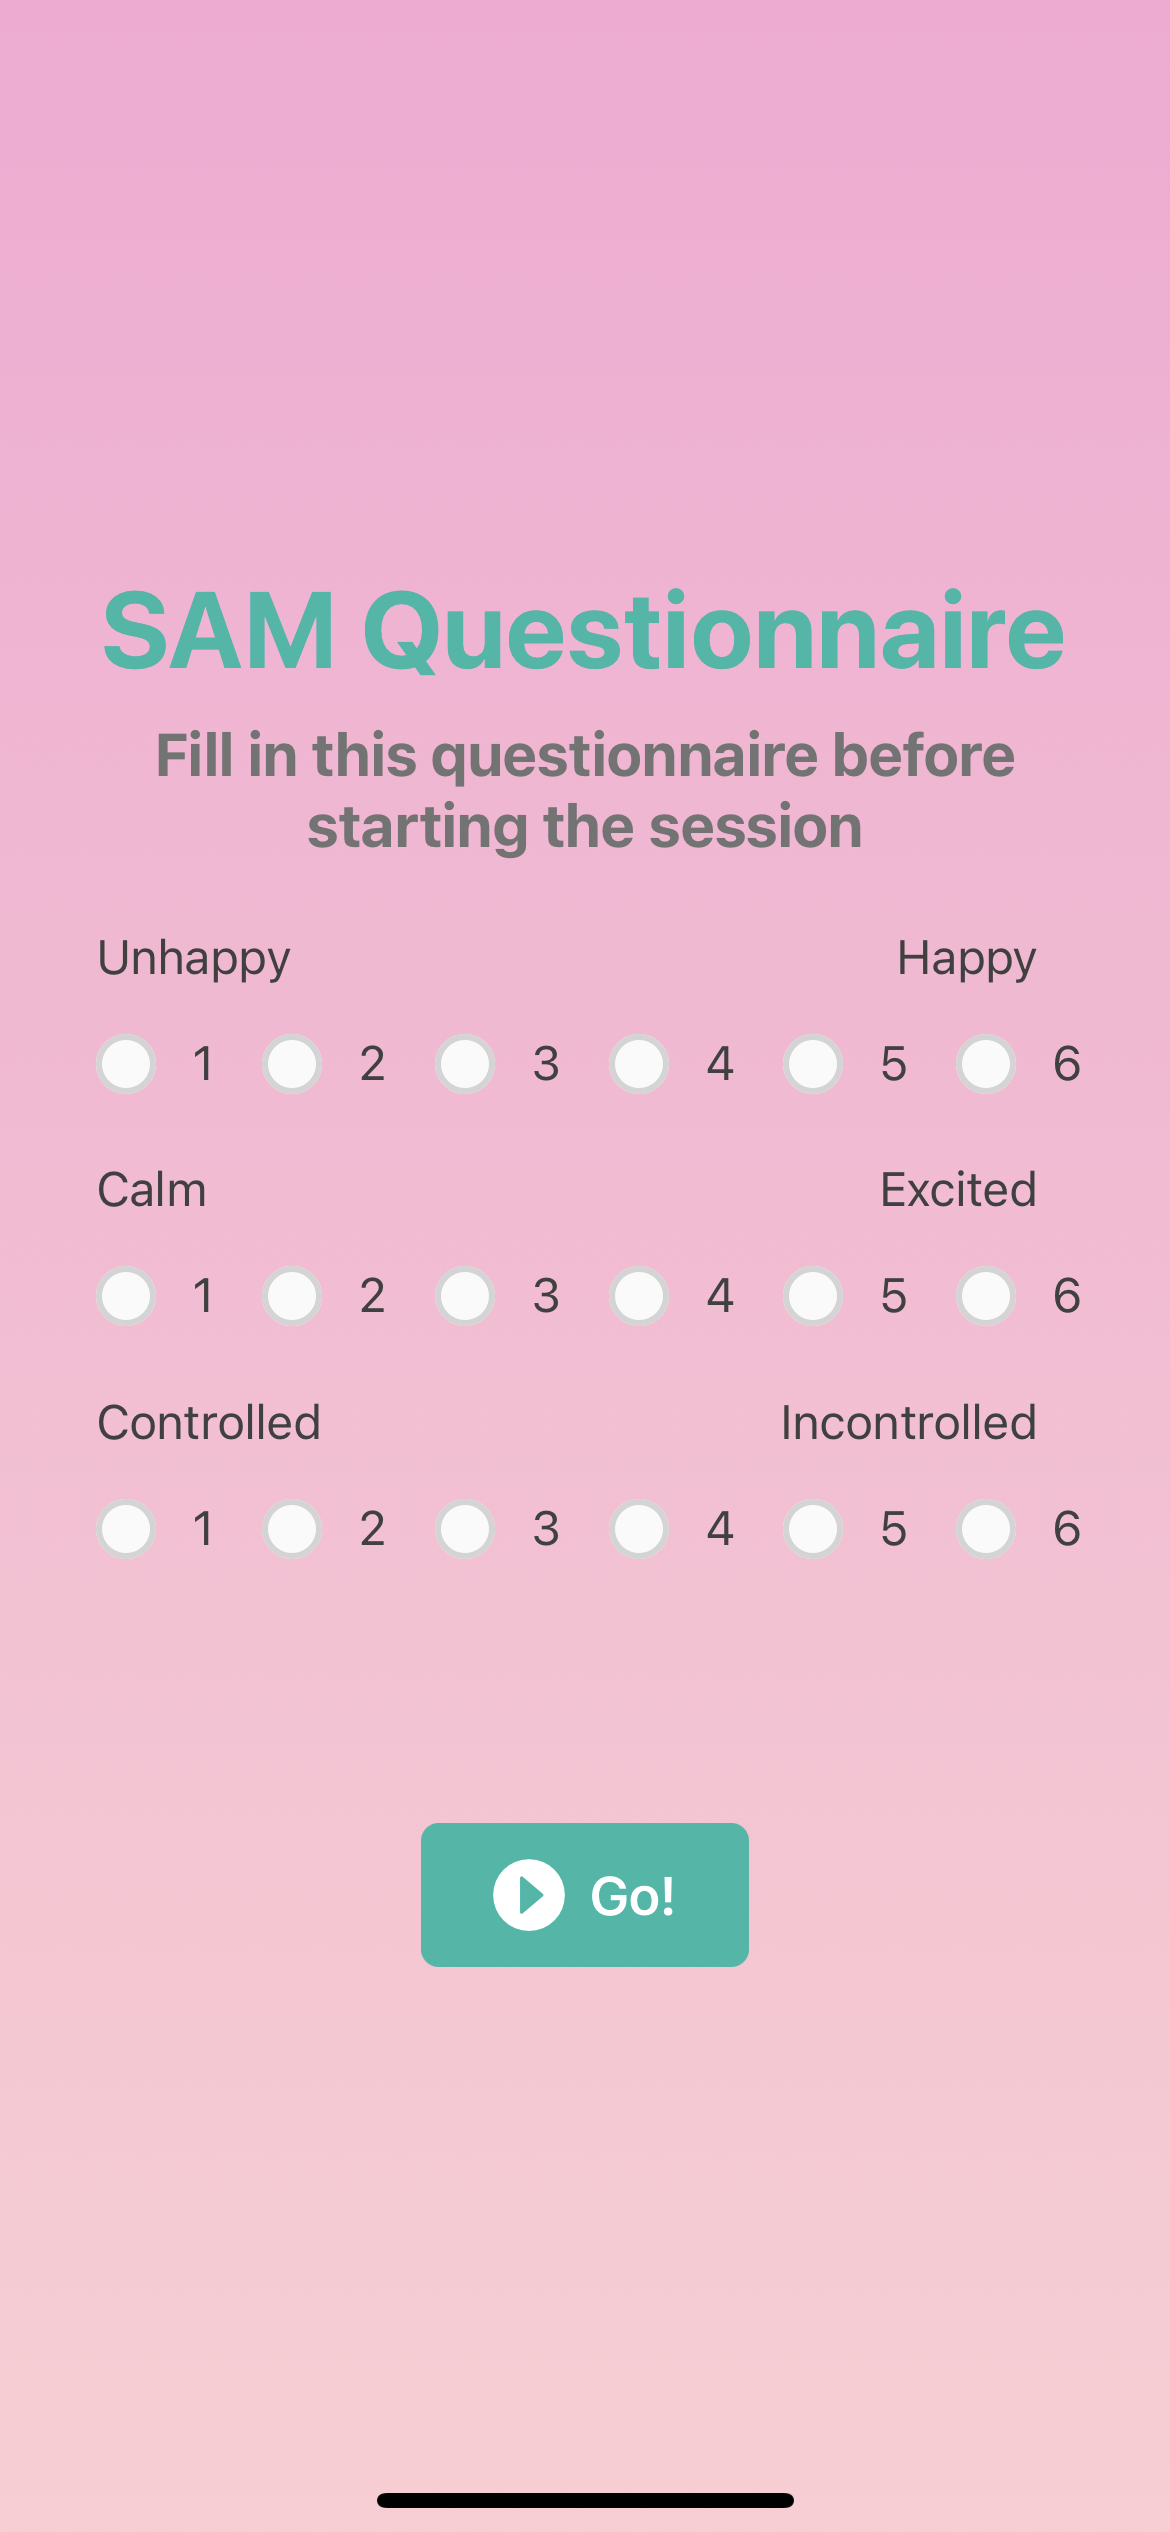 SAM Questionnaire
Fill in this questionnaire before
starting the session
Unhappy Happy
1 2 3 4 5 6
Calm Excited
1 2 3 4 5 6
Controlled Incontrolled
1 2 3 4 5 6
Go!